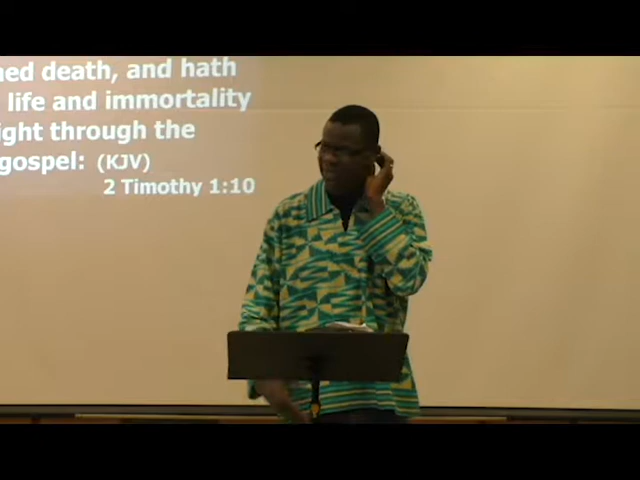 death, and hath
life and immortality
through the
gospel: (KJV)
2 Timothy 1:10